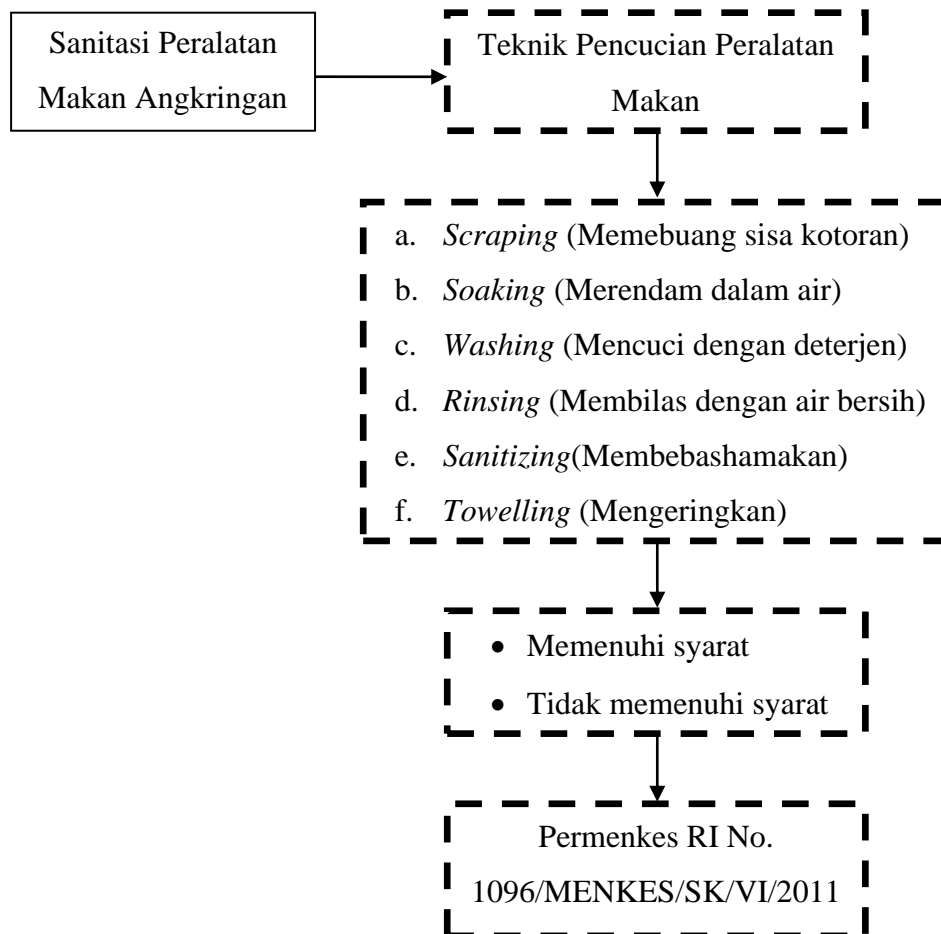 Sanitasi Peralatan
Makan Angkringan
Teknik Pencucian Peralatan
Makan
a. Scraping (Memebuang sisa kotoran)
b. Soaking (Merendam dalam air)
c. Washing (Mencuci dengan deterjen)
d. Rinsing (Membilas dengan air bersih)
e. Sanitizing(Membebashamakan)
f. Towelling (Mengeringkan)
• Memenuhi syarat
• Tidak memenuhi syarat
Permenkes RI No.
1096/MENKES/SK/VI/2011